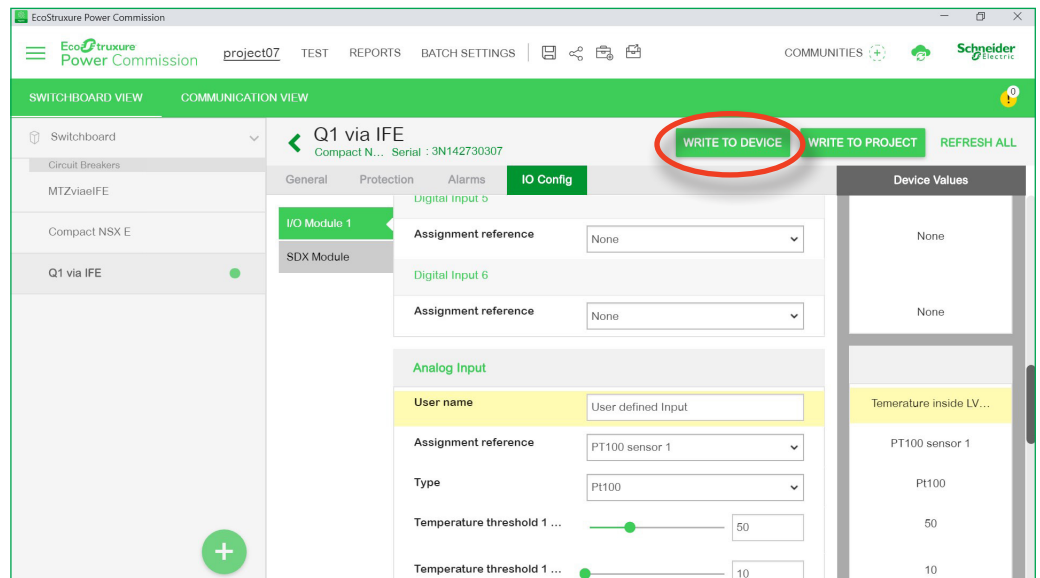 EcoStruxure Power Commission
EcoStruxure
Power Commission
project07 TEST REPORTS BATCH SETTINGS COMMUNITIES
Schneider
Electric
SWITCHBOARD VIEW COMMUNICATION VIEW 0
Switchboard
Circuit Breakers
MTZviaeIFE
Compact NSX E
Q1 via IFE
Q1 via IFE
Compact N... Serial : 3N142730307
WRITE TO DEVICE WRITE TO PROJECT REFRESH ALL
General Protection Alarms IO Config Device Values
I/O Module 1
SDX Module
Digital Input 5
Assignment reference None None
Digital Input 6
Assignment reference None None
Analog Input
User name User defined Input Temerature inside LV...
Assignment reference PT100 sensor 1 PT100 sensor 1
Type Pt100 Pt100
Temperature threshold 1 ... 50 50
Temperature threshold 1 ... 10 10